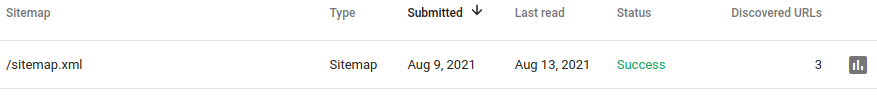 Sitemap Type Submitted Last read Status Discovered URLs
/sitemap.xml Sitemap Aug 9, 2021 Aug 13, 2021 Success 3